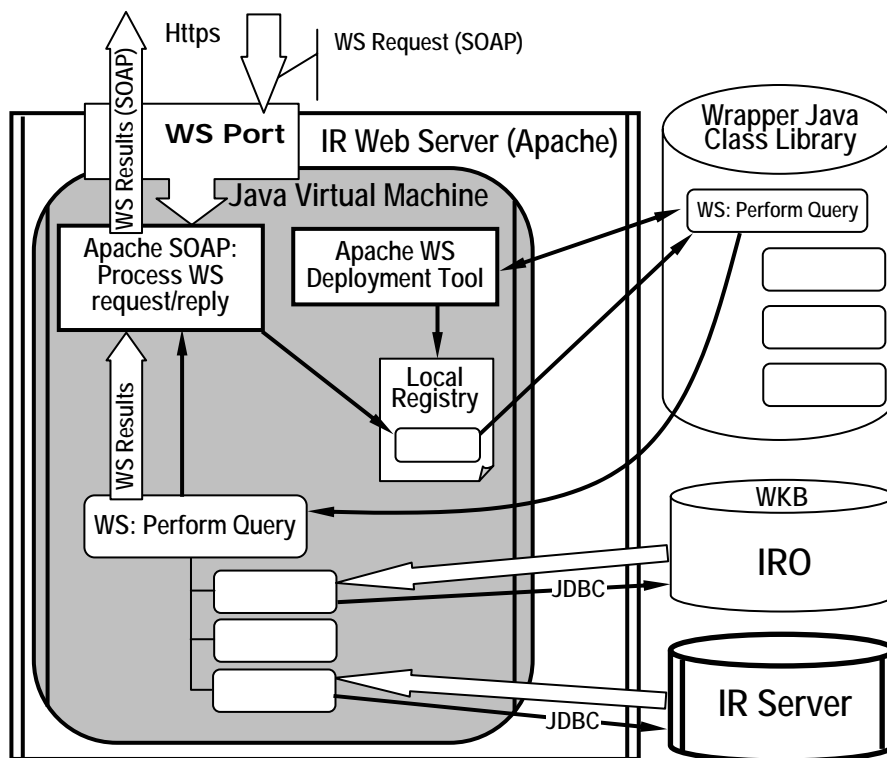 Https
WS Request (SOAP)
WS Results (SOAP)
WS Port
IR Web Server (Apache)
Wrapper Java
Class Library
Java Virtual Machine
WS: Perform Query
Apache SOAP:
Process WS
request/reply
Apache WS
Deployment Tool
Local
Registry
WS Results
WS: Perform Query
WKB
IRO
JDBC
IR Server
JDBC